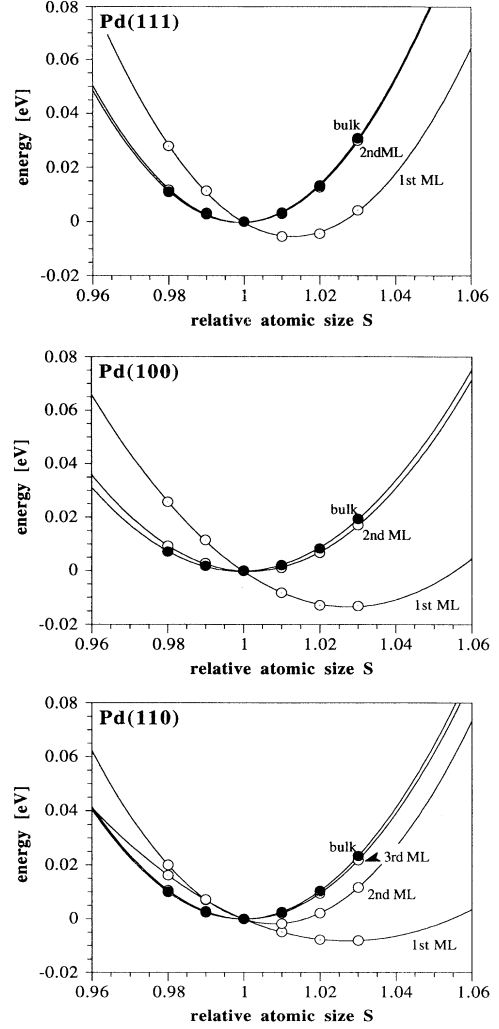 Pd(111)
0.08
0.06
0.04
0.02
0
-0.02
energy [eV]
bulk
2ndML
1st ML
0.96 0.98 1 1.02 1.04 1.06
relative atomic size S
Pd(100)
0.08
0.06
0.04
0.02
0
-0.02
energy [eV]
bulk
2nd ML
1st ML
0.96 0.98 1 1.02 1.04 1.06
relative atomic size S
Pd(110)
0.08
0.06
0.04
0.02
0
-0.02
energy [eV]
bulk
3rd ML
2nd ML
1st ML
0.96 0.98 1 1.02 1.04 1.06
relative atomic size S